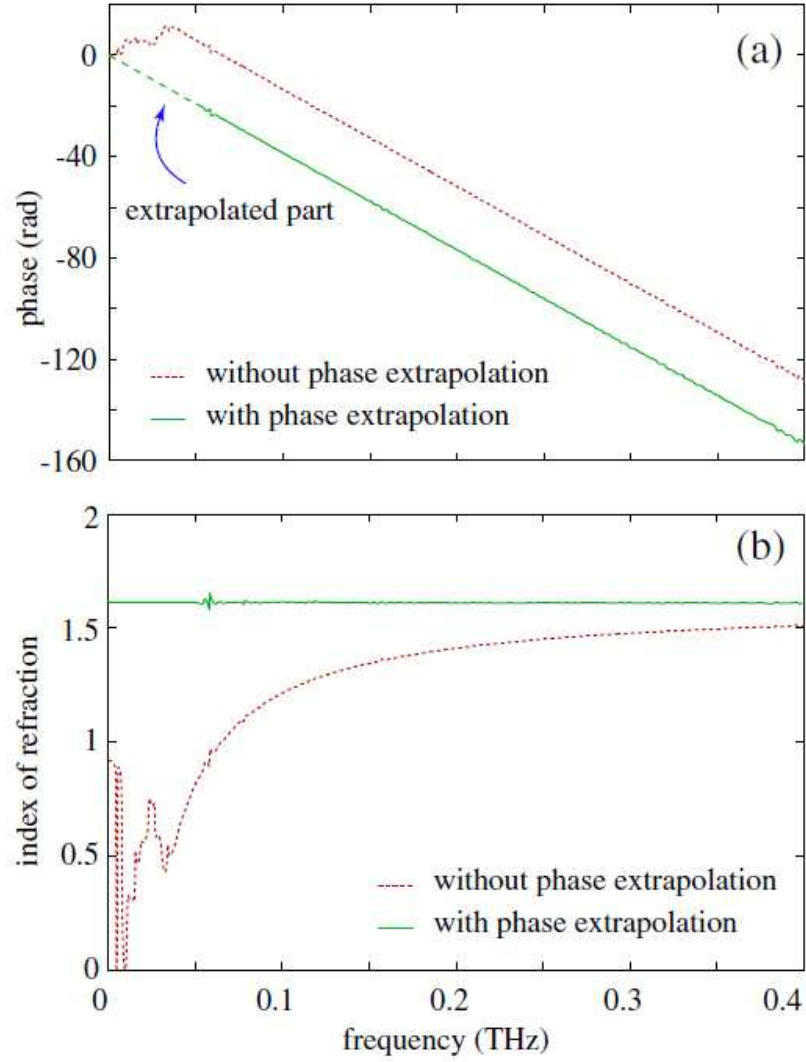 (a)
0
-40
-80
-120
-160
phase (rad)
extrapolated part
without phase extrapolation
with phase extrapolation
(b)
2
1.5
1
0.5
0
index of refraction
without phase extrapolation
with phase extrapolation
0 0.1 0.2 0.3 0.4
frequency (THz)